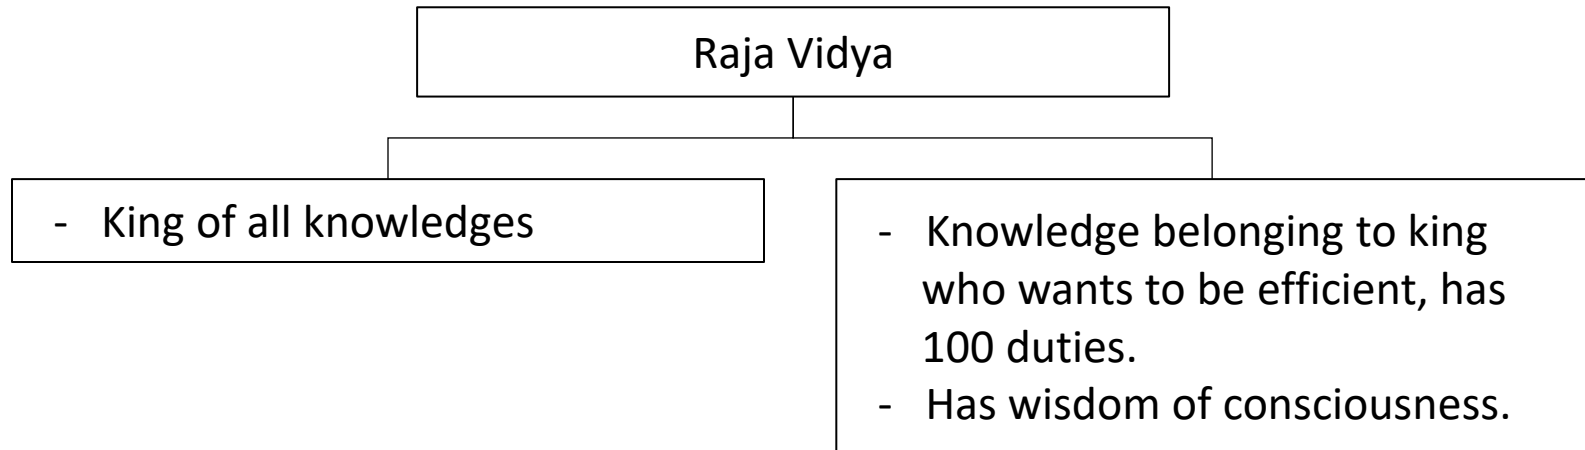 Raja Vidya
- King of all knowledges
- Knowledge belonging to king
who wants to be efficient, has
100 duties.
- Has wisdom of consciousness.